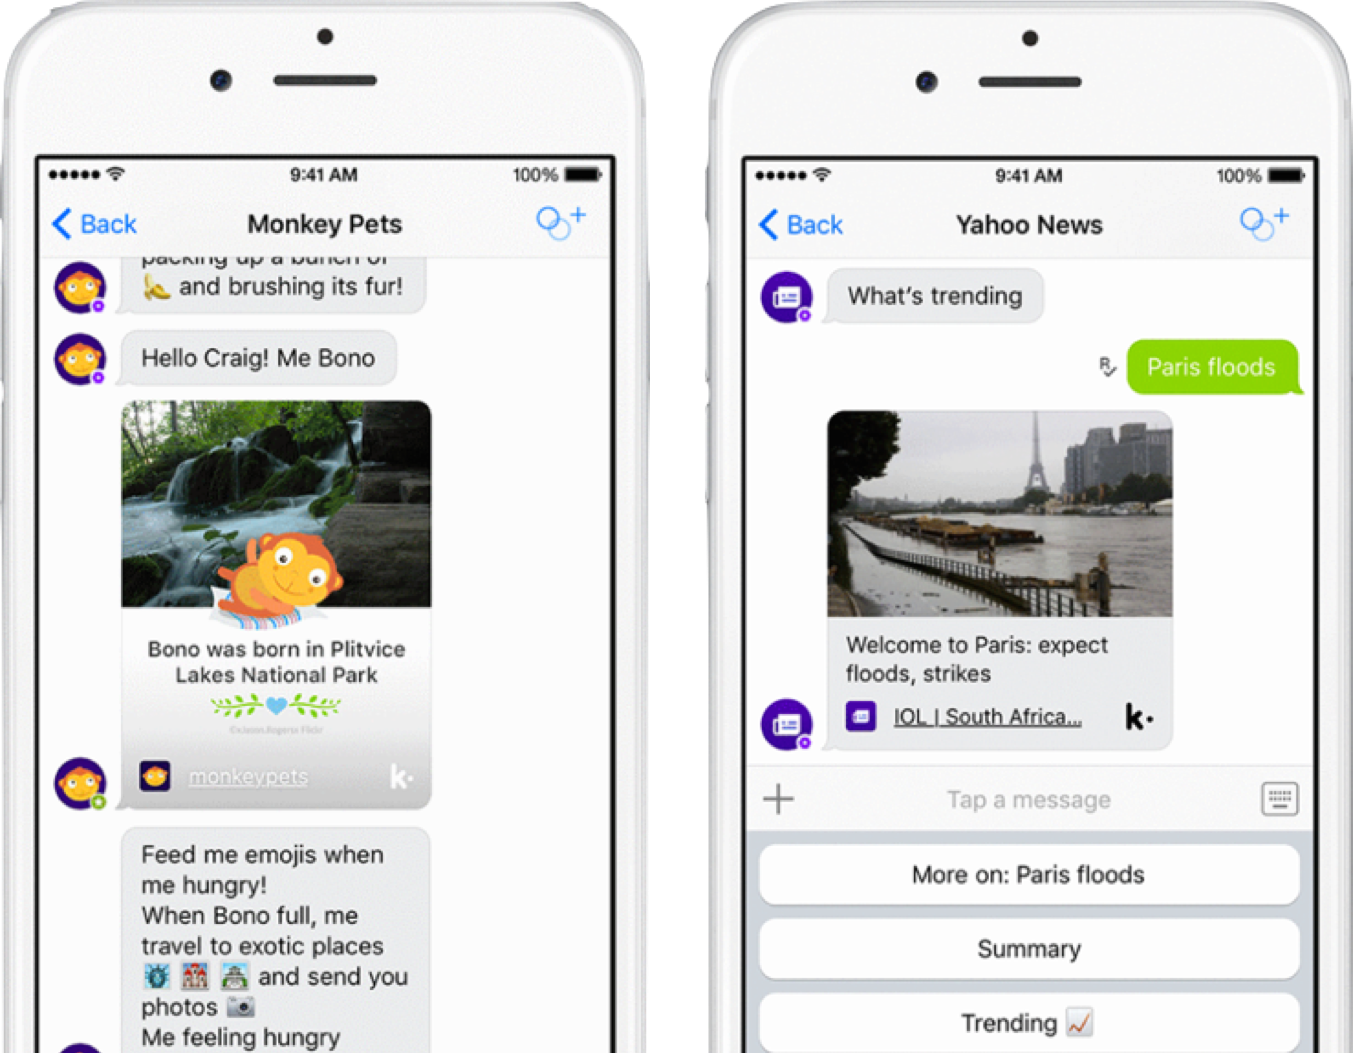 9:41 AM
100%
Back
Monkey Pets
packing up a bunch of
🍌 and brushing its fur!
Hello Craig! Me Bono
Bono was born in Plitvice
Lakes National Park
monkeypets
k·
Feed me emojis when
me hungry!
When Bono full, me
travel to exotic places
🗽 🏰 🏯 and send you
photos 📷
Me feeling hungry
9:41 AM
100%
Back
Yahoo News
What's trending
R
Paris floods
Welcome to Paris: expect
floods, strikes
IOL | South Africa...
k·
Tap a message
More on: Paris floods
Summary
Trending 📈